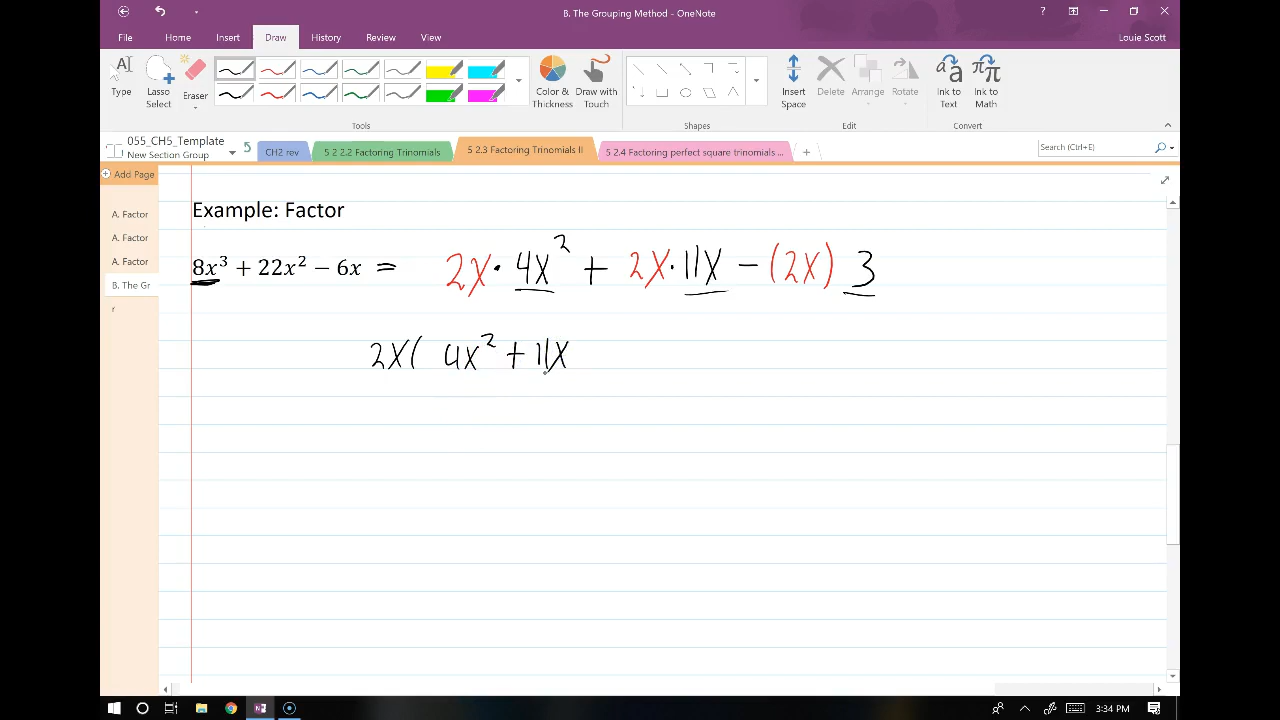 B. The Grouping Method - OneNote
?
File Home Insert Draw History Review View Louie Scott
Type Lasso Select Eraser Color & Thickness Draw with Touch Insert Space Delete Arrange Rotate Ink to Text Ink to Math
Tools Shapes Edit Convert
055_CH5_Template
New Section Group
CH2 rev 5 2 2.2 Factoring Trinomials 5 2.3 Factoring Trinomials II 5 2.4 Factoring perfect square trinomials ... + Search (Ctrl+E)
Add Page
A. Factor
A. Factor
A. Factor
B. The Gr
r
Example: Factor
8x³ + 22x² − 6x = 2x · 4x² + 2x · 11x − (2x) 3
2x( 4x² + 11x
3:34 PM